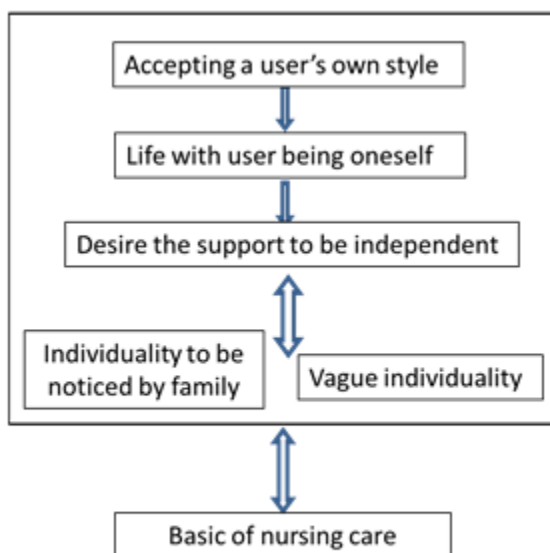 Accepting a user's own style
Life with user being oneself
Desire the support to be independent
Individuality to be
noticed by family
Vague individuality
Basic of nursing care